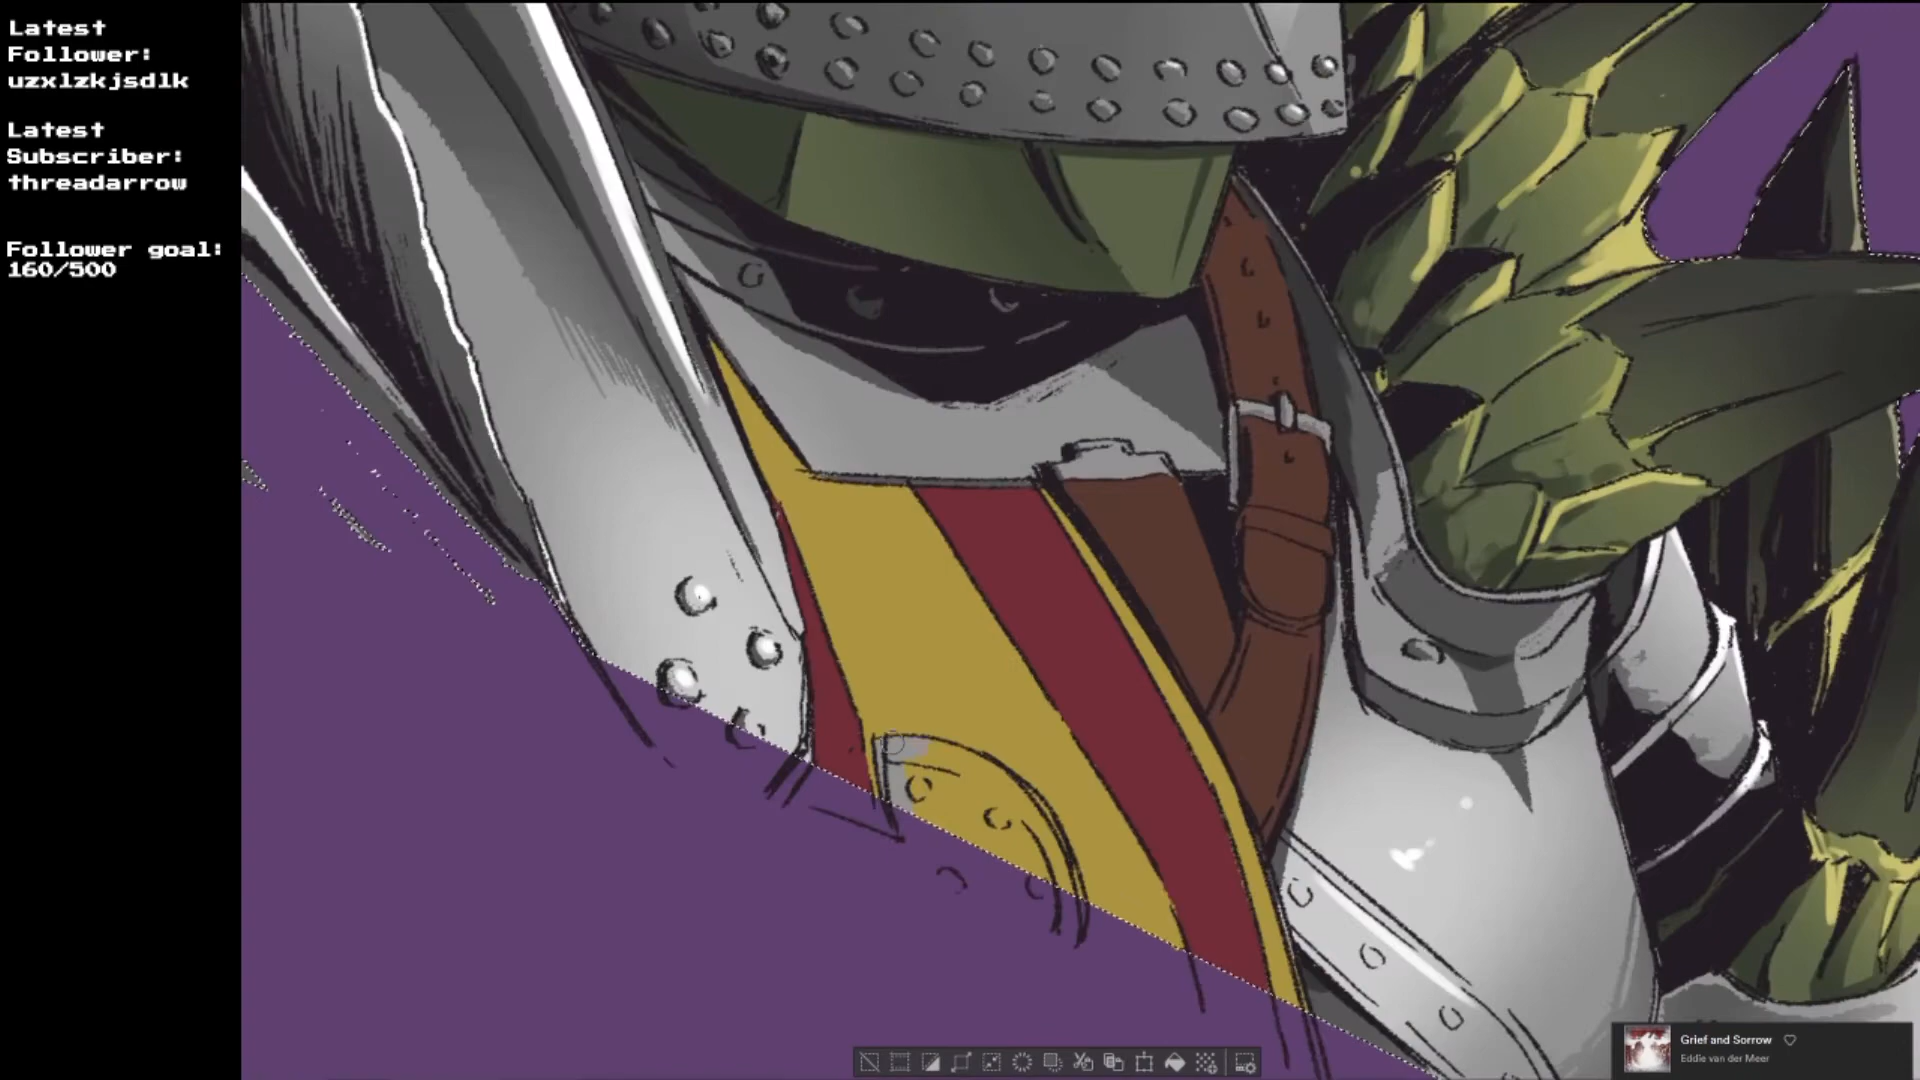 Latest
Follower:
uzxlzkjsdlk
Latest
Subscriber:
threadarrow
Follower goal:
160/500
Grief and Sorrow
Eddie van der Meer